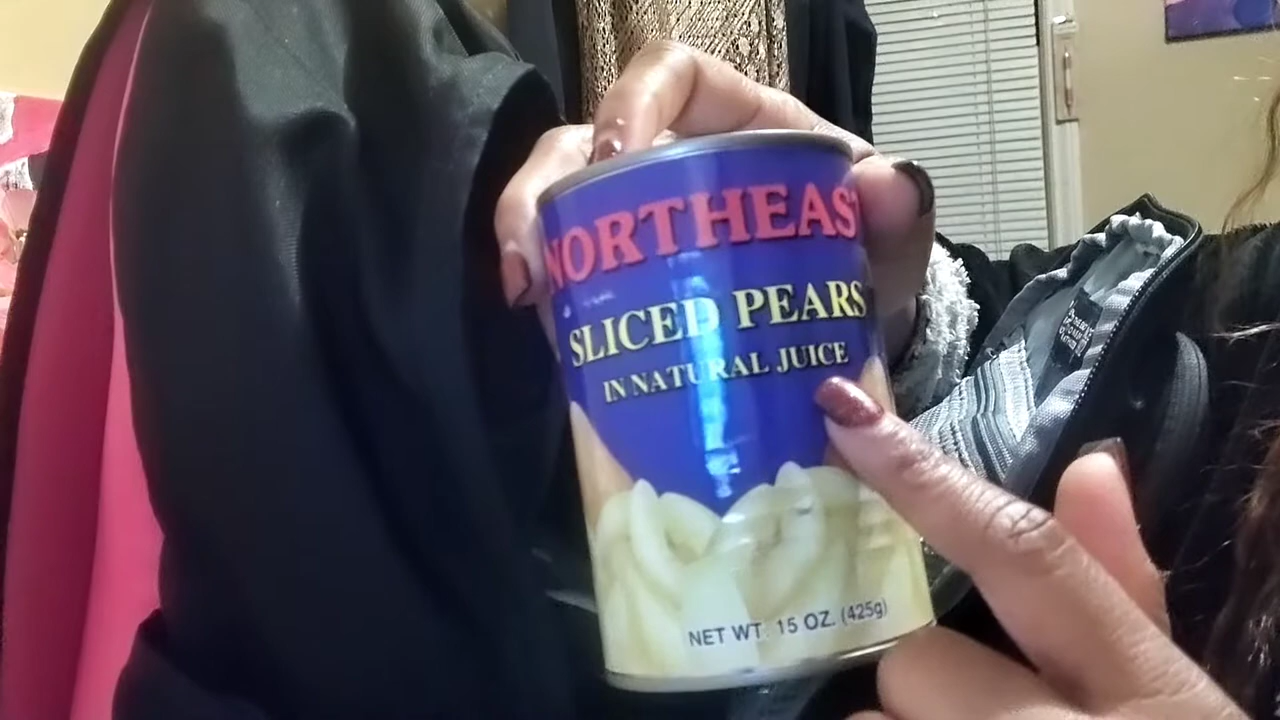 NORTHEAST
SLICED PEARS
IN NATURAL JUICE
NET WT. 15 OZ. (425g)